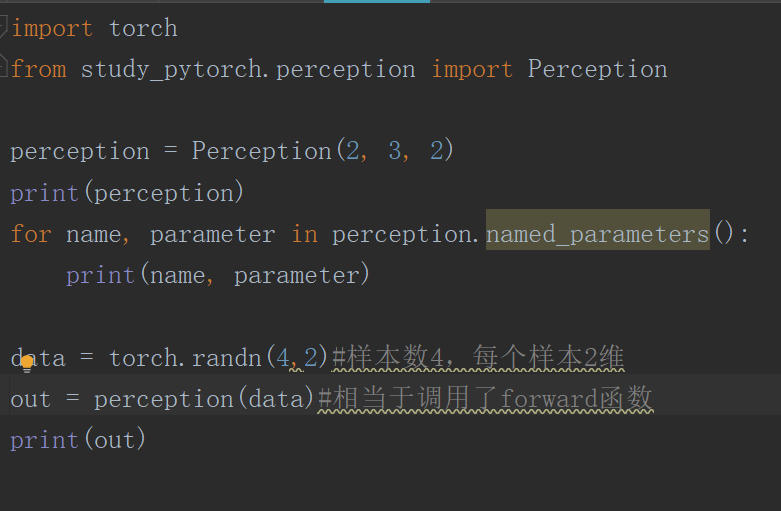 import torch
from study_pytorch.perception import Perception
perception = Perception(2, 3, 2)
print(perception)
for name, parameter in perception.named_parameters():
    print(name, parameter)
data = torch.randn(4,2)#样本数4，每个样本2维
out = perception(data)#相当于调用了forward函数
print(out)